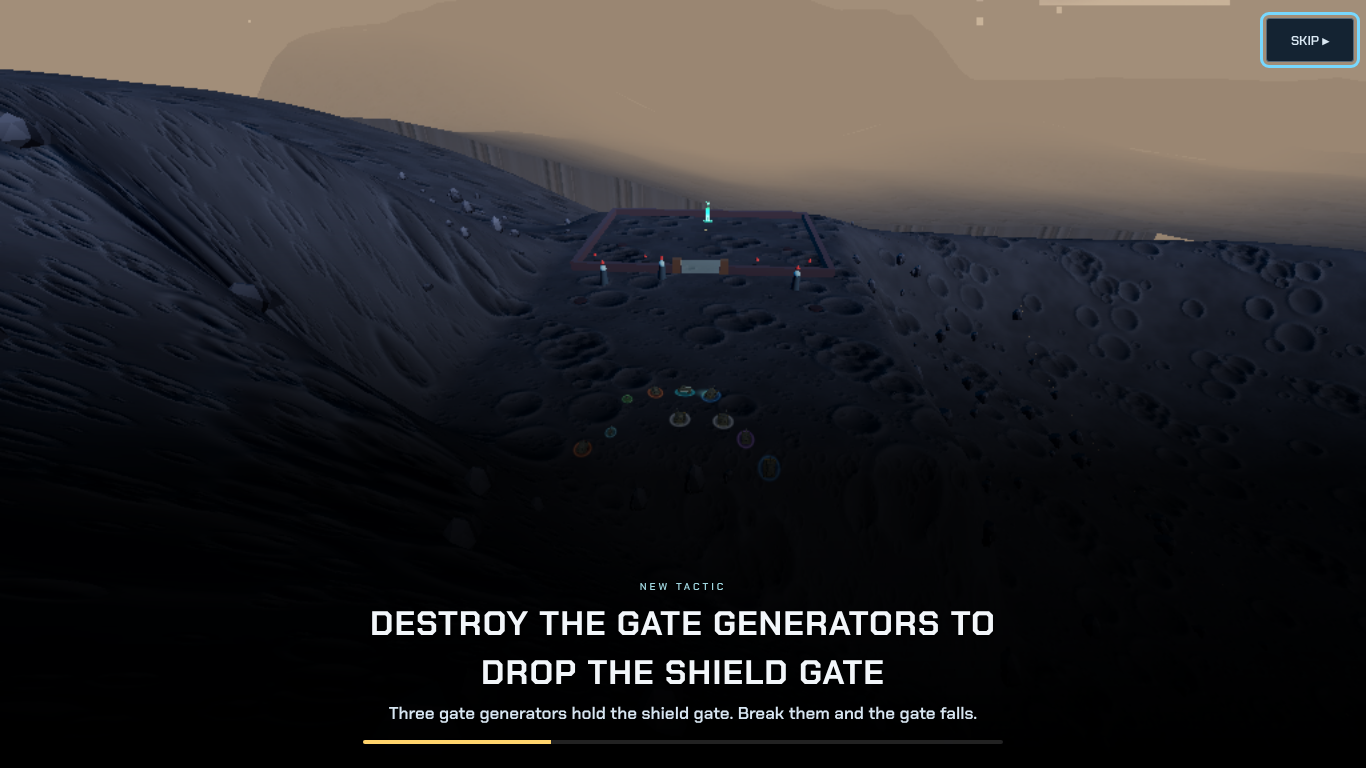 SKIP ▸
NEW TACTIC
DESTROY THE GATE GENERATORS TO
DROP THE SHIELD GATE
Three gate generators hold the shield gate. Break them and the gate falls.